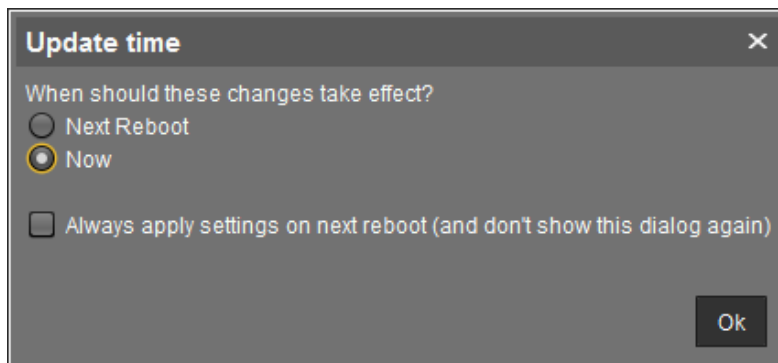 Update time
When should these changes take effect?
Next Reboot
Now
Always apply settings on next reboot (and don't show this dialog again)
Ok